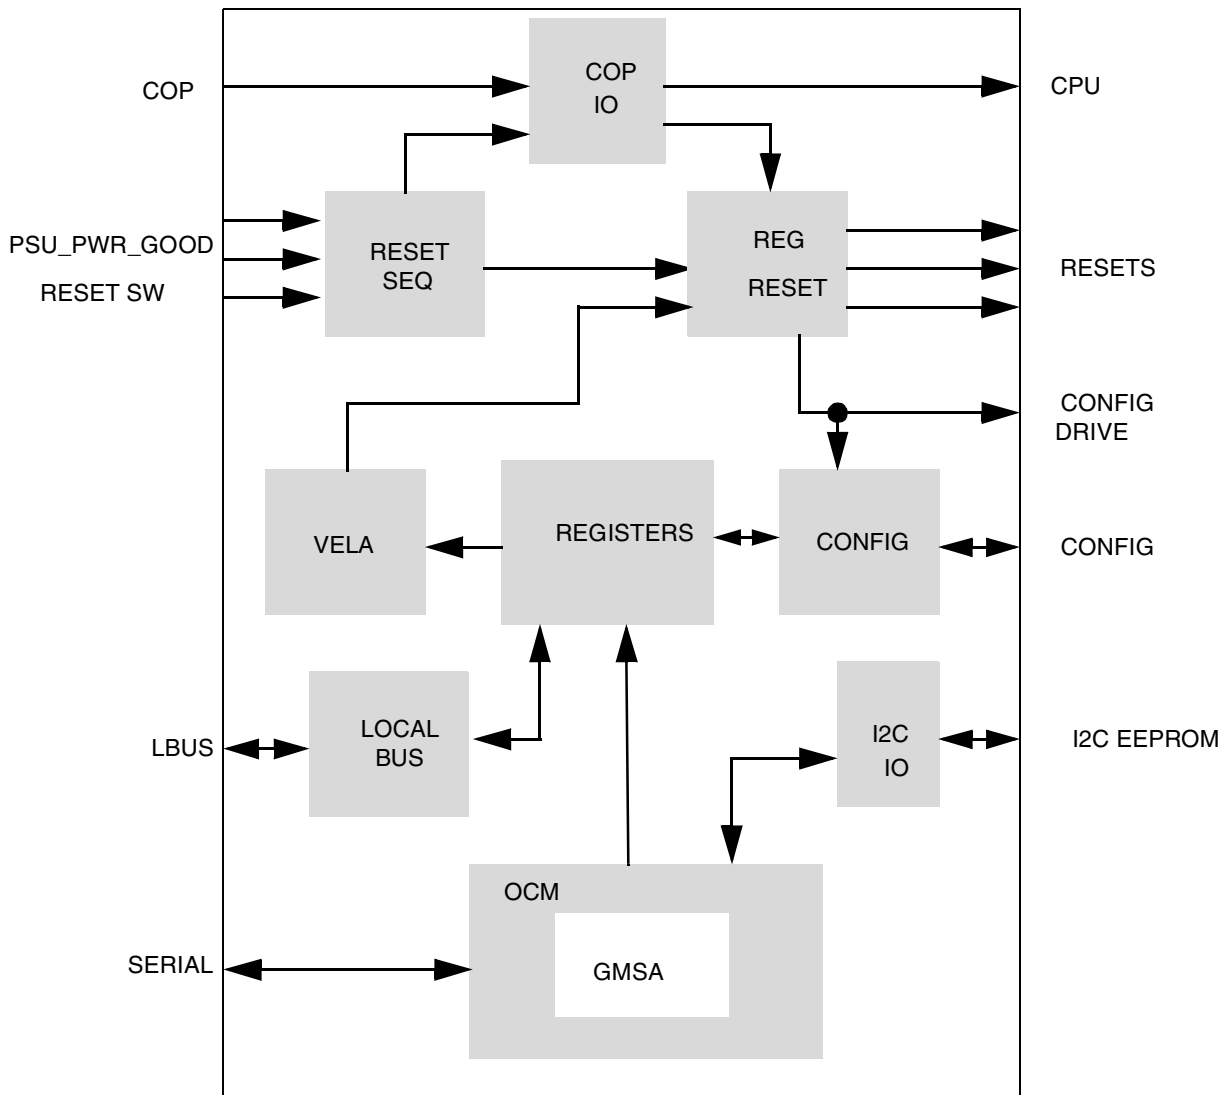 COP
COP
IO
CPU
PSU_PWR_GOOD
RESET SW
RESET
SEQ
REG
RESET
RESETS
CONFIG
DRIVE
VELA
REGISTERS
CONFIG
CONFIG
LBUS
LOCAL
BUS
I2C
IO
I2C EEPROM
OCM
GMSA
SERIAL